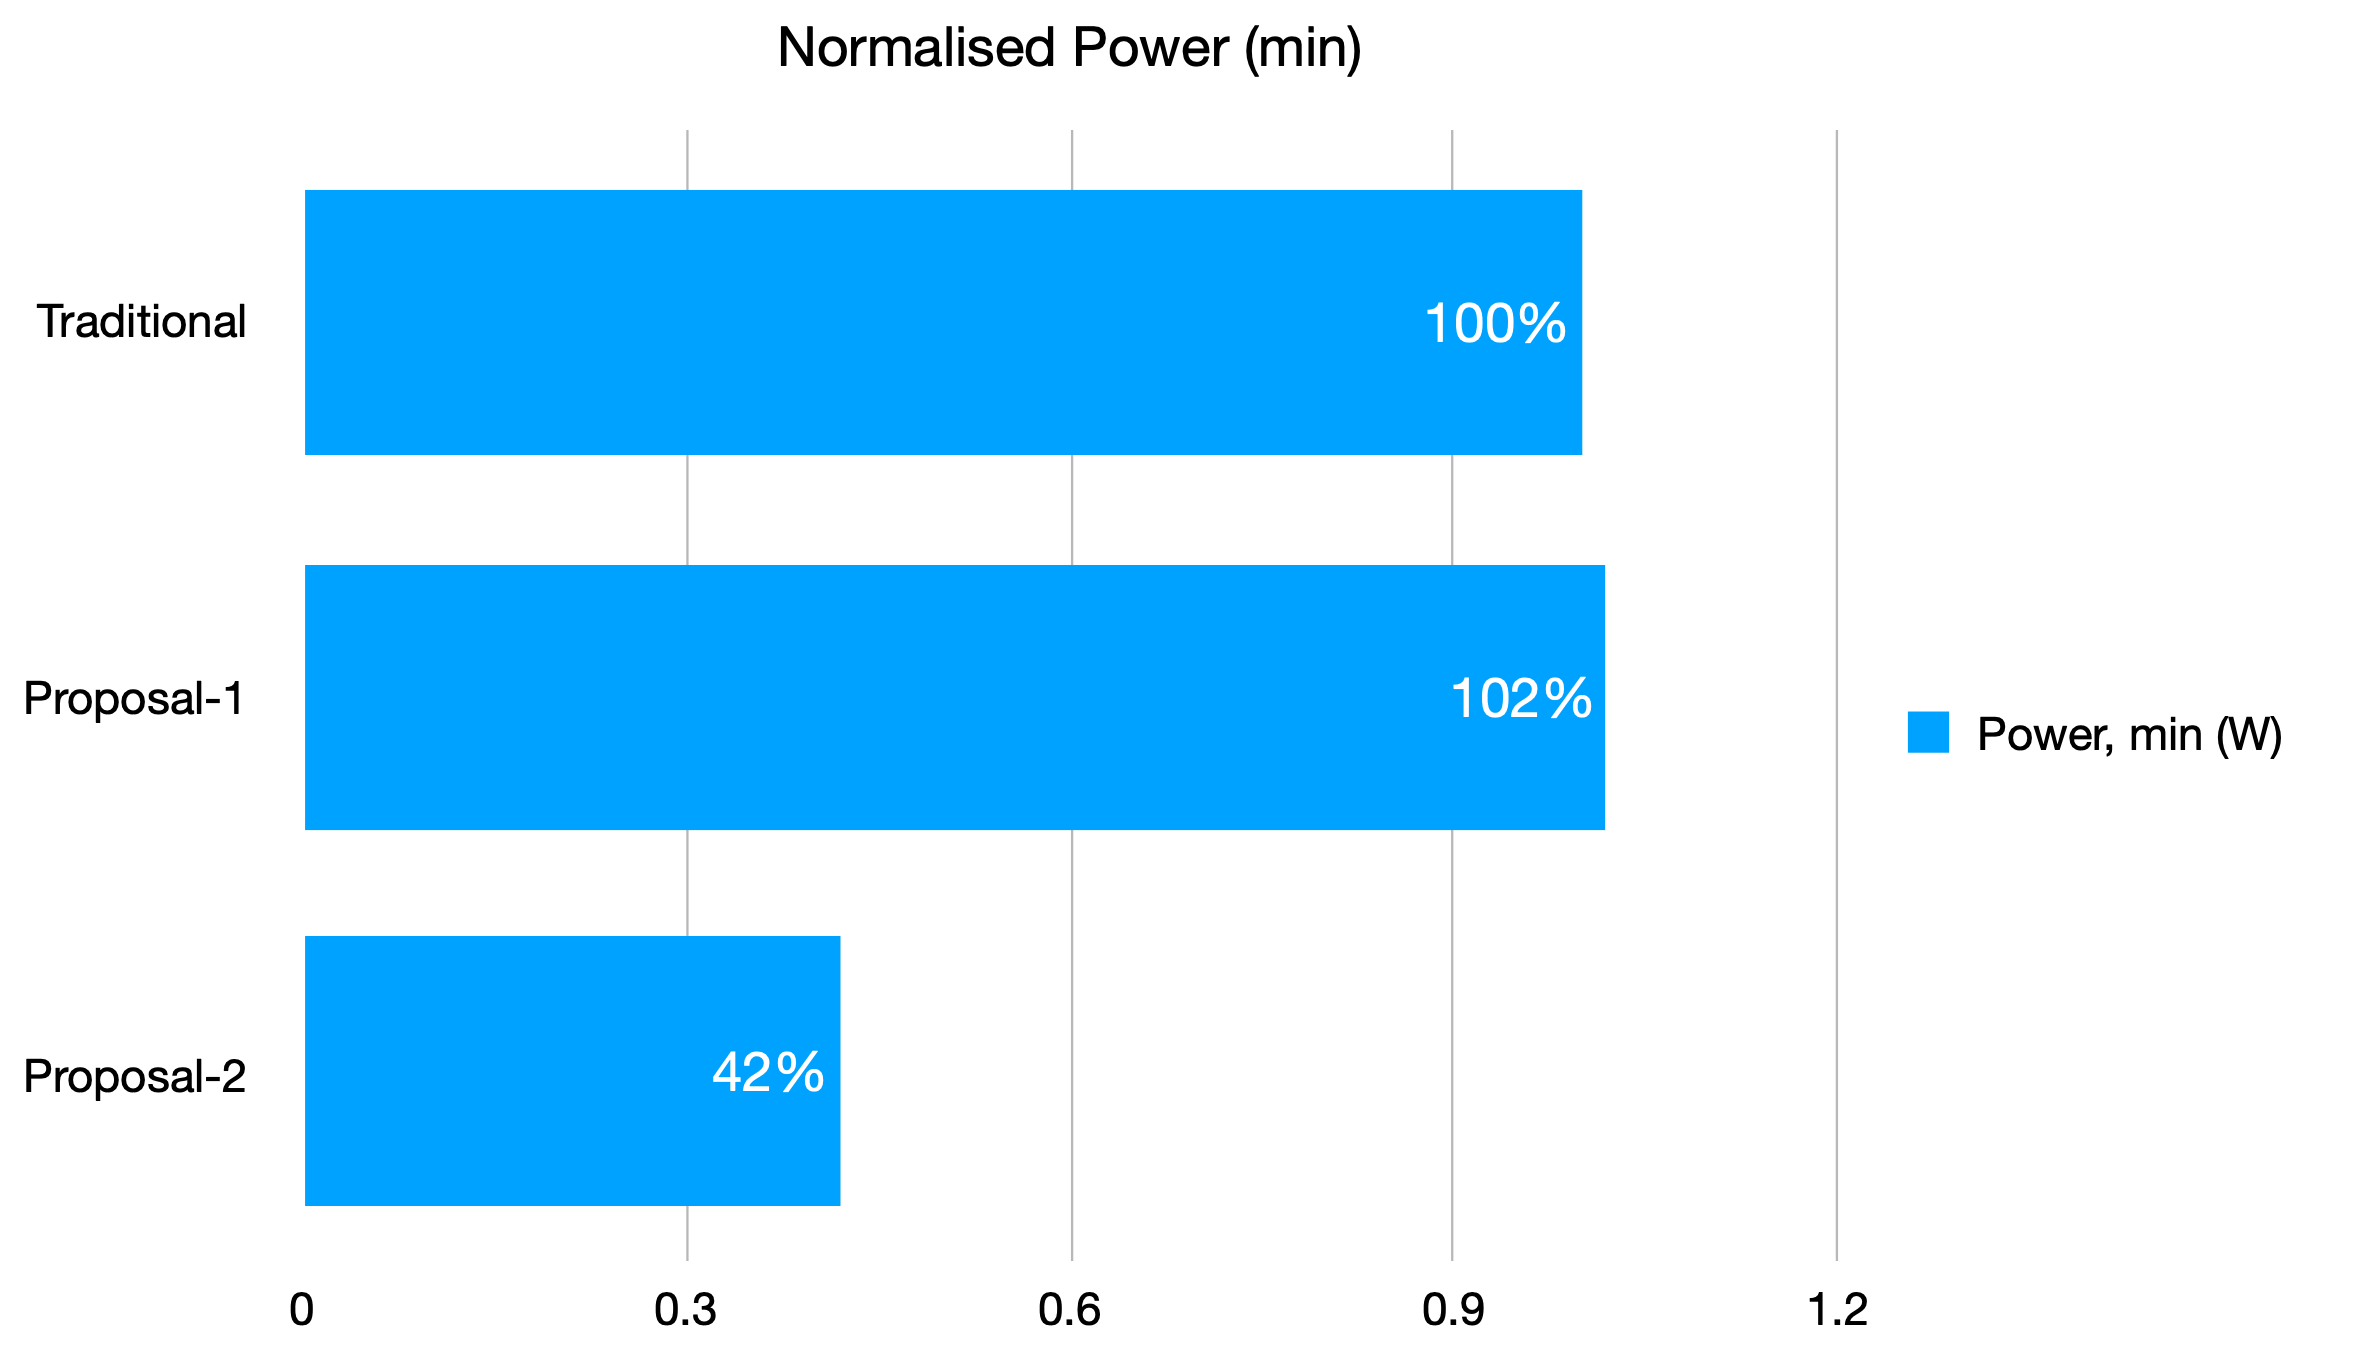 Normalised Power (min)
Traditional
100%
Proposal-1
102%
Power, min (W)
Proposal-2
42%
0
0.3
0.6
0.9
1.2